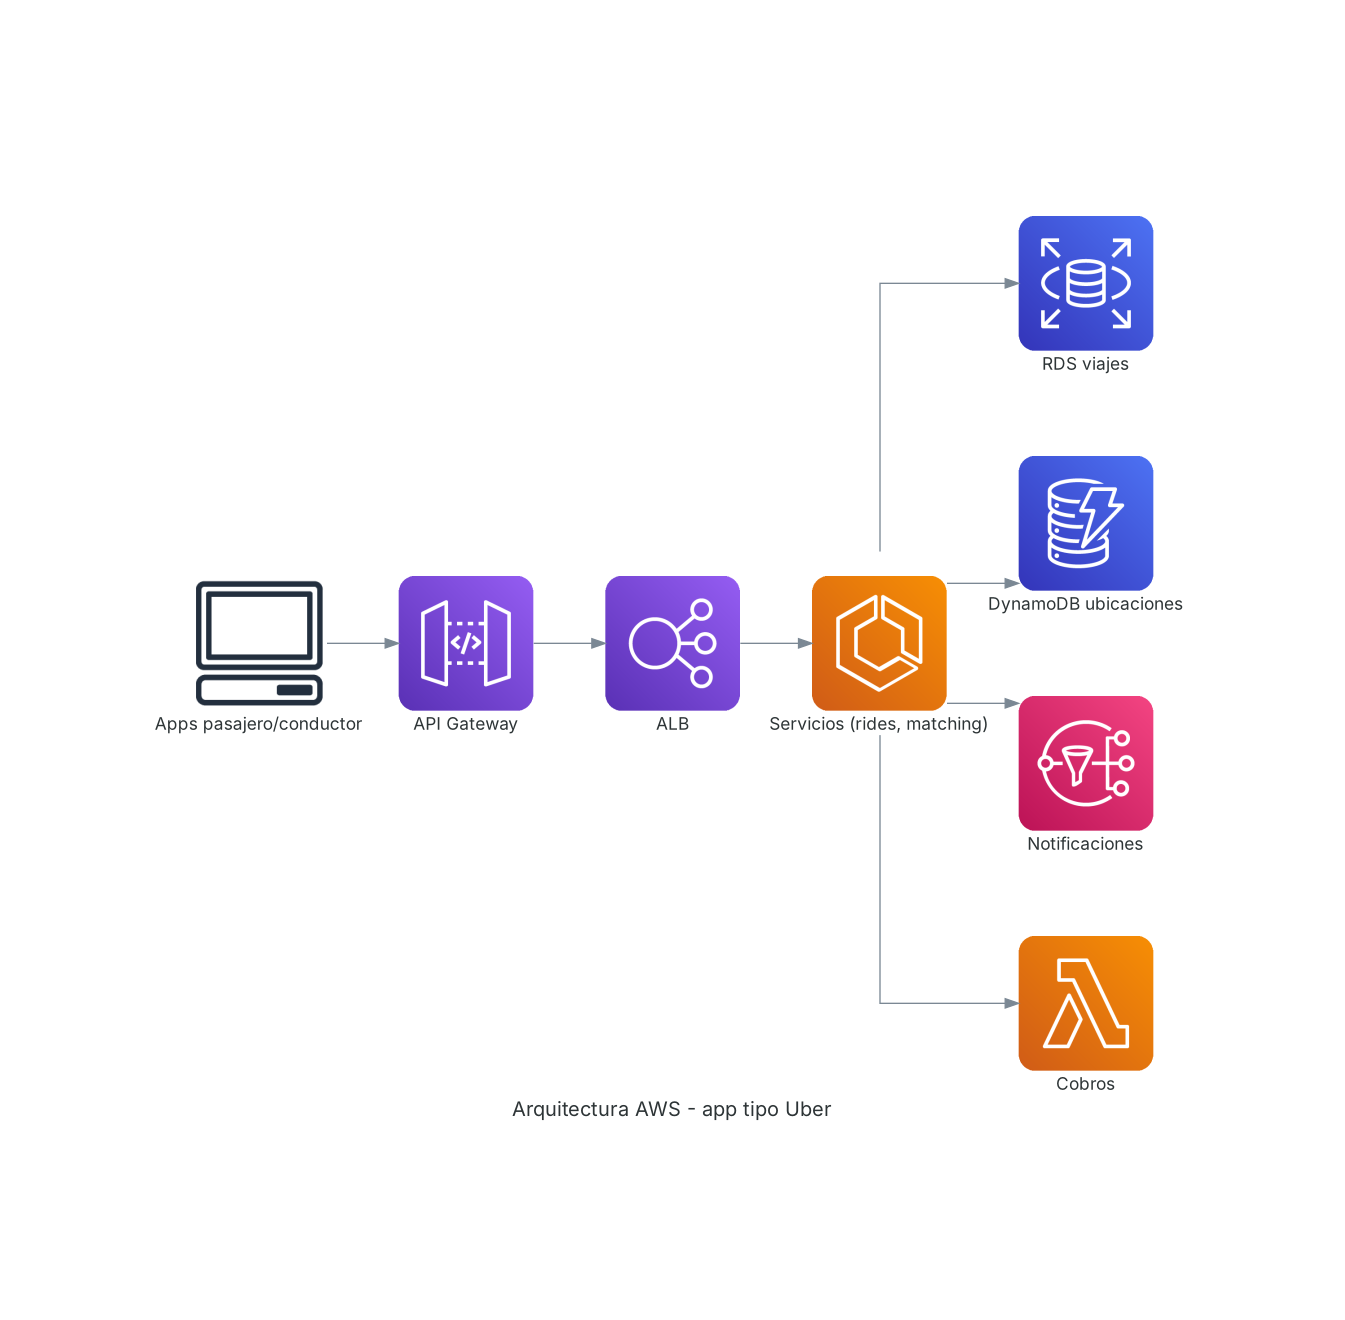 RDS viajes
DynamoDB ubicaciones
Apps pasajero/conductor
API Gateway
ALB
Servicios (rides, matching)
Notificaciones
Cobros
Arquitectura AWS - app tipo Uber